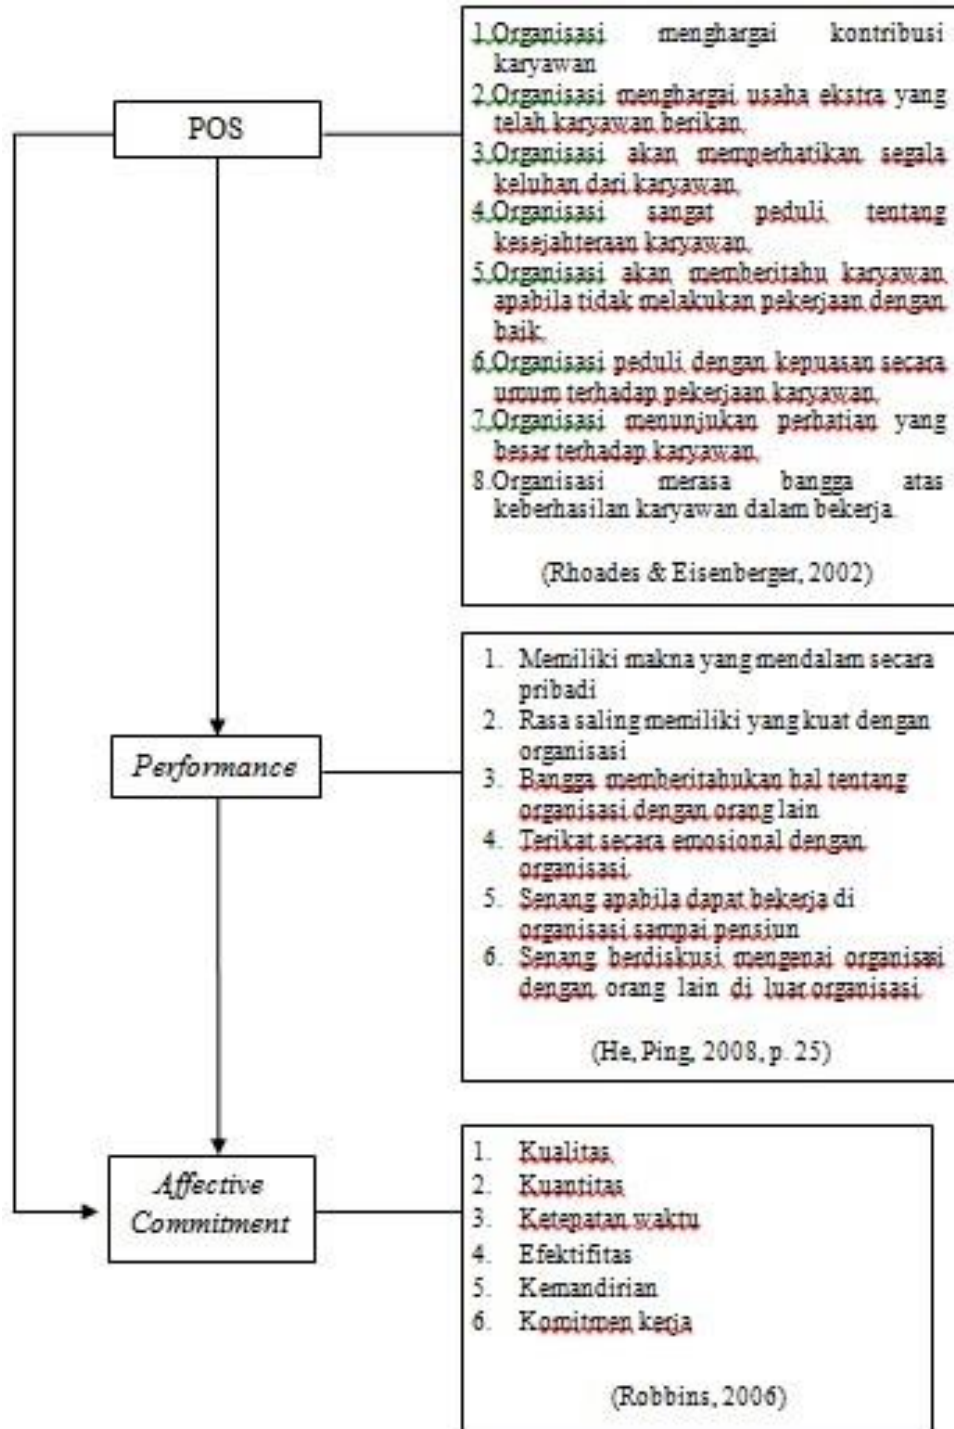 POS
1.Organisasi menghargai kontribusi
karyawan
2.Organisasi menghargai usaha ekstra yang
telah karyawan berikan.
3.Organisasi akan memperhatikan segala
keluhan dari karyawan.
4.Organisasi sangat peduli tentang
kesejahteraan karyawan.
5.Organisasi akan memberitahu karyawan
apabila tidak melakukan pekerjaan dengan
baik.
6.Organisasi peduli dengan kepuasan secara
umum terhadap pekerjaan karyawan.
7.Organisasi menunjukan perhatian yang
besar terhadap karyawan.
8.Organisasi merasa bangga atas
keberhasilan karyawan dalam bekerja.
(Rhoades & Eisenberger, 2002)
Performance
1. Memiliki makna yang mendalam secara
pribadi
2. Rasa saling memiliki yang kuat dengan
organisasi
3. Bangga memberitahukan hal tentang
organisasi dengan orang lain
4. Terikat secara emosional dengan
organisasi.
5. Senang apabila dapat bekerja di
organisasi sampai pensiun
6. Senang berdiskusi mengenai organisasi
dengan orang lain di luar organisasi.
(He, Ping, 2008, p. 25)
Affective
Commitment
1. Kualitas.
2. Kuantitas
3. Ketepatan waktu
4. Efektifitas
5. Kemandirian
6. Komitmen kerja
(Robbins, 2006)